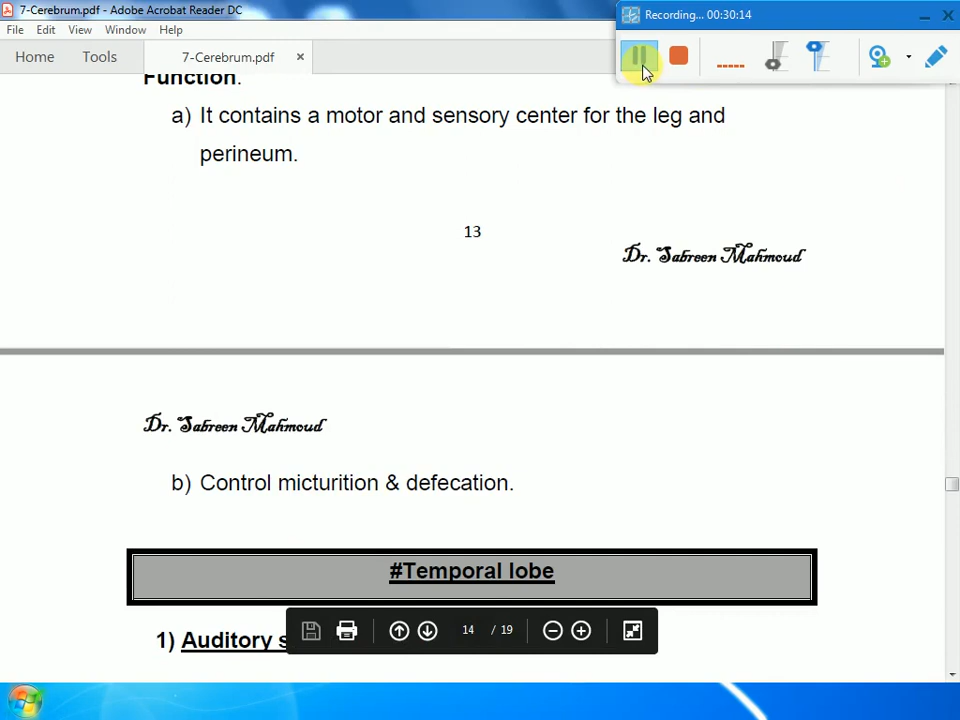 7-Cerebrum.pdf - Adobe Acrobat Reader DC
Recording... 00:30:14
File Edit View Window Help
Home Tools 7-Cerebrum.pdf ×
Function:
a) It contains a motor and sensory center for the leg and
perineum.
13
Dr. Sabreen Mahmoud
Dr. Sabreen Mahmoud
b) Control micturition & defecation.
#Temporal lobe
1) Auditory s
14 / 19